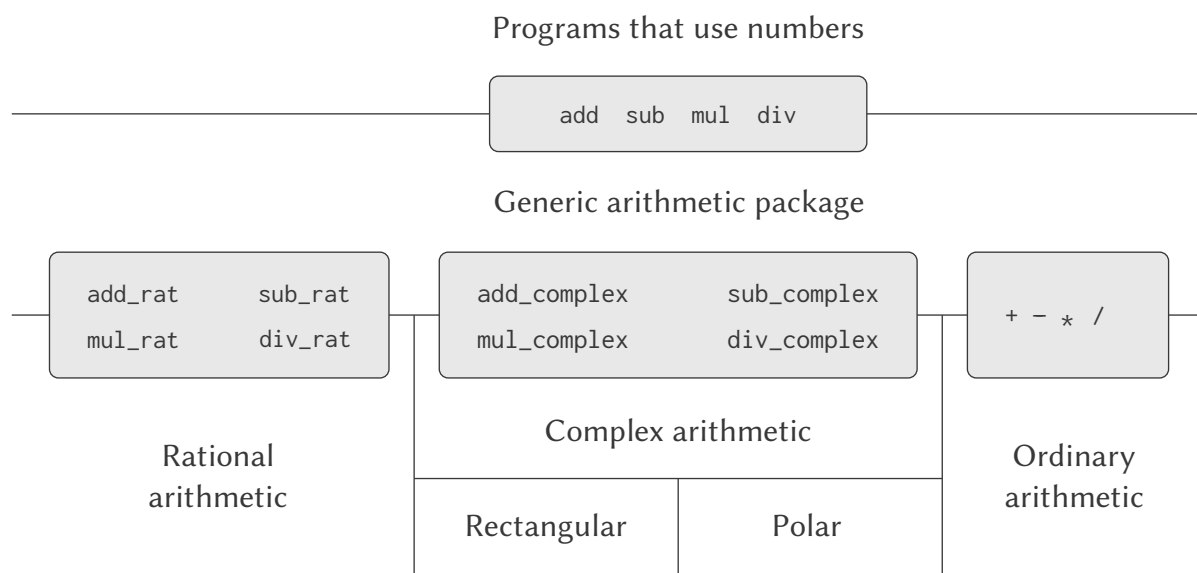 Programs that use numbers
add sub mul div
Generic arithmetic package
add_rat sub_rat
mul_rat div_rat
add_complex sub_complex
mul_complex div_complex
+ − * /
Rational
arithmetic
Complex arithmetic
Rectangular
Polar
Ordinary
arithmetic